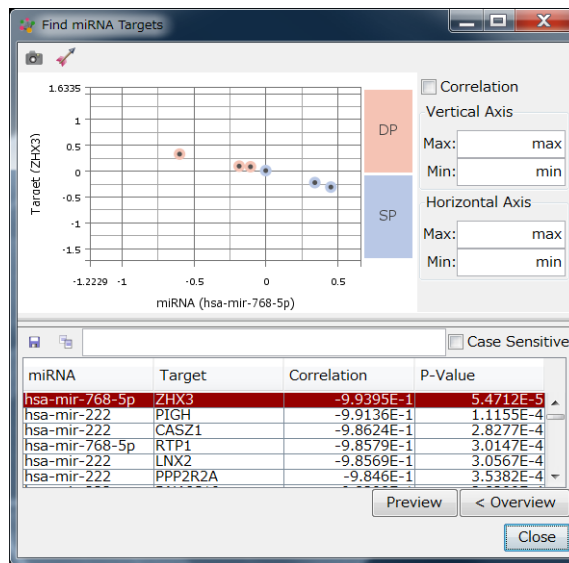 Find miRNA Targets
X
1.6335
1
0.5
0
-0.5
-1
-1.5
Target (ZHX3)
-1.2229 -1 -0.5 0 0.5
miRNA (hsa-mir-768-5p)
DP
SP
Correlation
Vertical Axis
Max: max
Min: min
Horizontal Axis
Max: max
Min: min
Case Sensitive
miRNA Target Correlation P-Value
hsa-mir-768-5p ZHX3 -9.9395E-1 5.4712E-5
hsa-mir-222 PIGH -9.9136E-1 1.1155E-4
hsa-mir-222 CASZ1 -9.8624E-1 2.8277E-4
hsa-mir-768-5p RTP1 -9.8579E-1 3.0147E-4
hsa-mir-222 LNX2 -9.8569E-1 3.0567E-4
hsa-mir-222 PPP2R2A -9.846E-1 3.5382E-4
Preview < Overview
Close